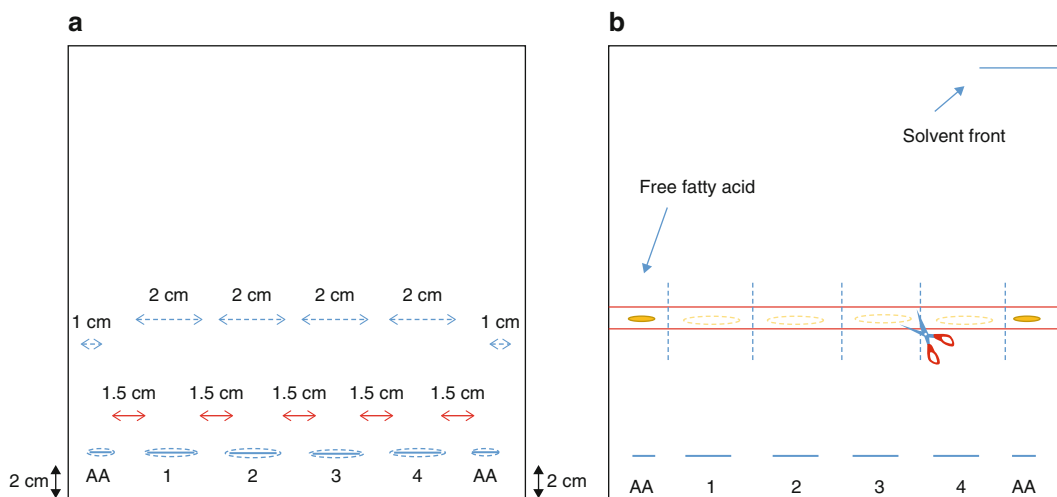 a
2 cm 2 cm 2 cm 2 cm
1 cm 1 cm
1.5 cm 1.5 cm 1.5 cm 1.5 cm 1.5 cm
2 cm AA 1 2 3 4 AA 2 cm
b
Solvent front
Free fatty acid
AA 1 2 3 4 AA